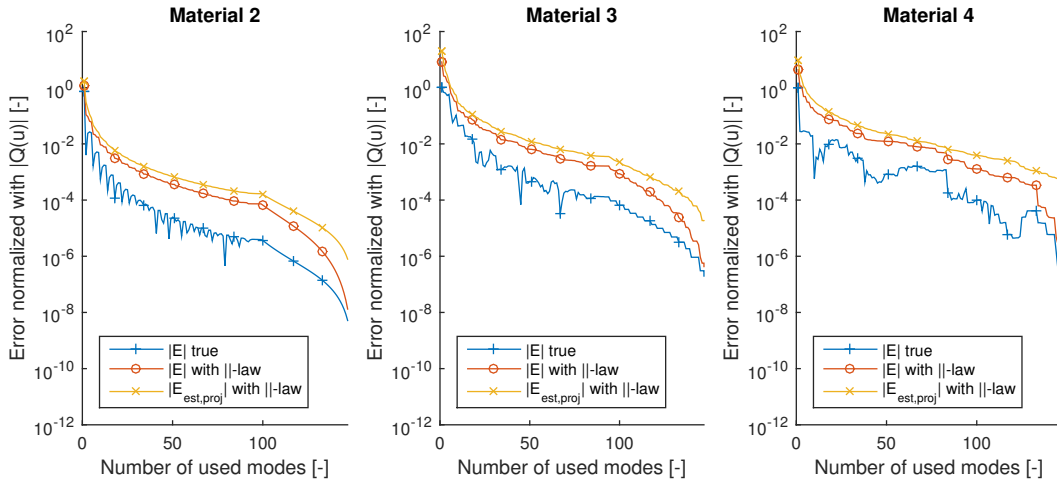 Material 2
Error normalized with |Q(u)| [-]
10^2
10^0
10^-2
10^-4
10^-6
10^-8
10^-10
10^-12
|E| true
|E| with ||-law
|E_est,proj| with ||-law
0
50
100
Number of used modes [-]
Material 3
Error normalized with |Q(u)| [-]
10^2
10^0
10^-2
10^-4
10^-6
10^-8
10^-10
10^-12
|E| true
|E| with ||-law
|E_est,proj| with ||-law
0
50
100
Number of used modes [-]
Material 4
Error normalized with |Q(u)| [-]
10^2
10^0
10^-2
10^-4
10^-6
10^-8
10^-10
10^-12
|E| true
|E| with ||-law
|E_est,proj| with ||-law
0
50
100
Number of used modes [-]